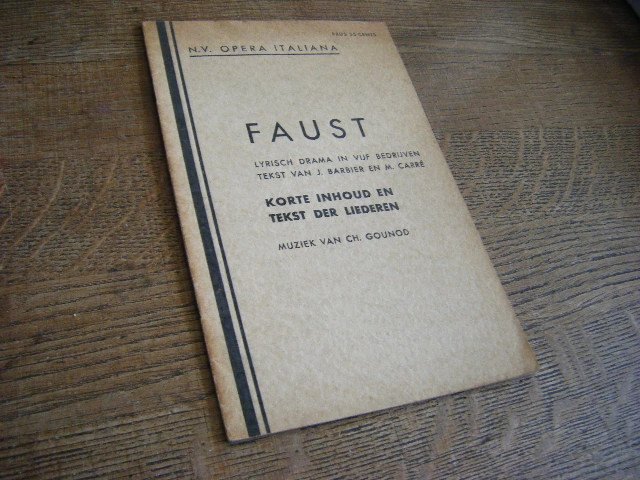 PRIJS 25 CENTS
N.V. OPERA ITALIANA
FAUST
LYRISCH DRAMA IN VIJF BEDRIJVEN
TEKST VAN J. BARBIER EN M. CARRÉ
KORTE INHOUD EN
TEKST DER LIEDEREN
MUZIEK VAN CH. GOUNOD